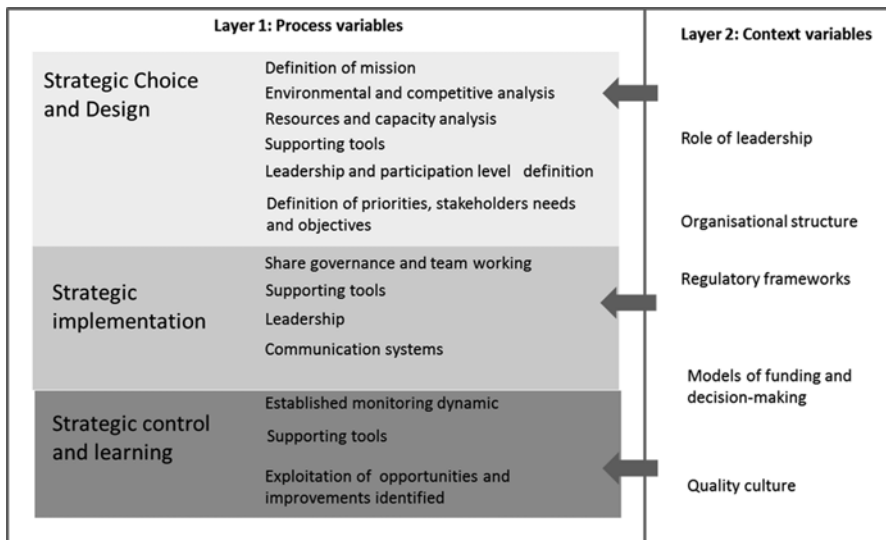 Layer 1: Process variables
Strategic Choice
and Design
Definition of mission
Environmental and competitive analysis
Resources and capacity analysis
Supporting tools
Leadership and participation level definition
Definition of priorities, stakeholders needs
and objectives
Strategic
implementation
Share governance and team working
Supporting tools
Leadership
Communication systems
Strategic control
and learning
Established monitoring dynamic
Supporting tools
Exploitation of opportunities and
improvements identified
Layer 2: Context variables
Role of leadership
Organisational structure
Regulatory frameworks
Models of funding and
decision-making
Quality culture